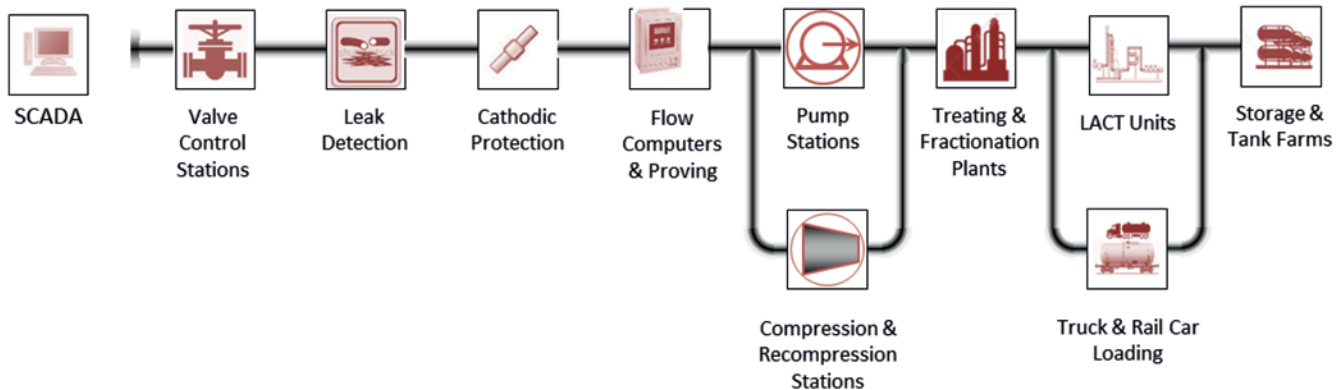 SCADA
Valve
Control
Stations
Leak
Detection
Cathodic
Protection
Flow
Computers
& Proving
Pump
Stations
Treating &
Fractionation
Plants
LACT Units
Storage &
Tank Farms
Compression &
Recompression
Stations
Truck & Rail Car
Loading